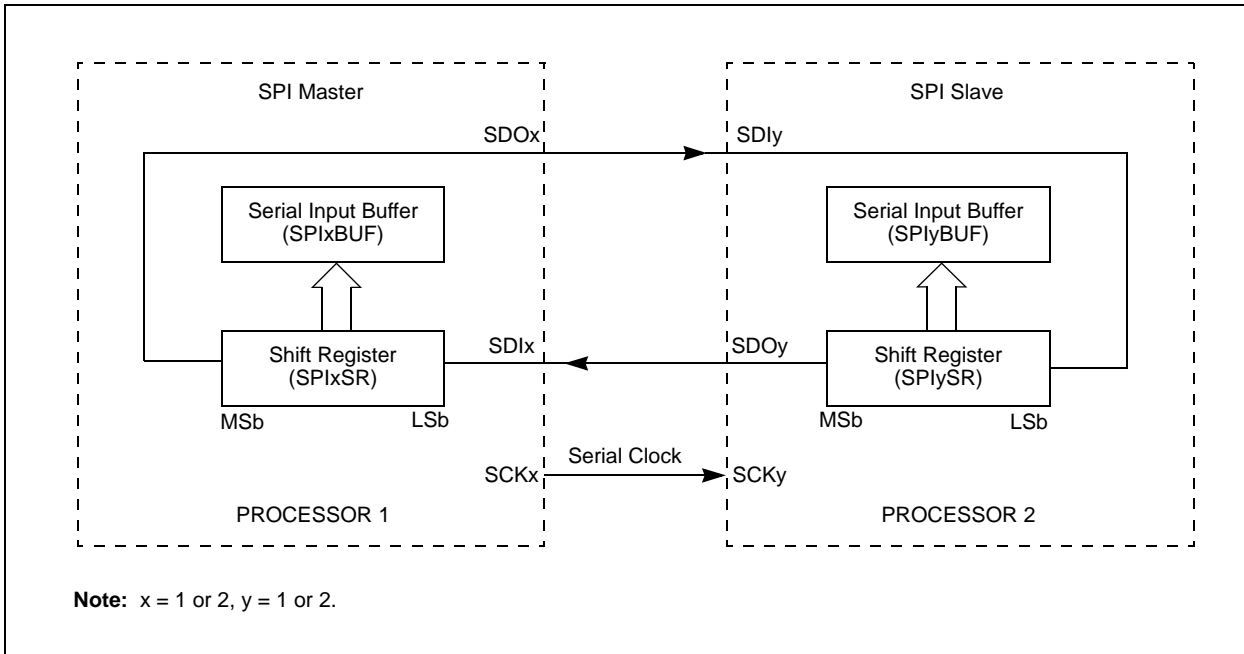 SPI Master
SDOx
Serial Input Buffer
(SPIxBUF)
Shift Register
(SPIxSR)
MSb
LSb
SDIx
SCKx
PROCESSOR 1
Serial Clock
SPI Slave
SDIy
Serial Input Buffer
(SPIyBUF)
SDOy
Shift Register
(SPIySR)
MSb
LSb
SCKy
PROCESSOR 2
Note: x = 1 or 2, y = 1 or 2.